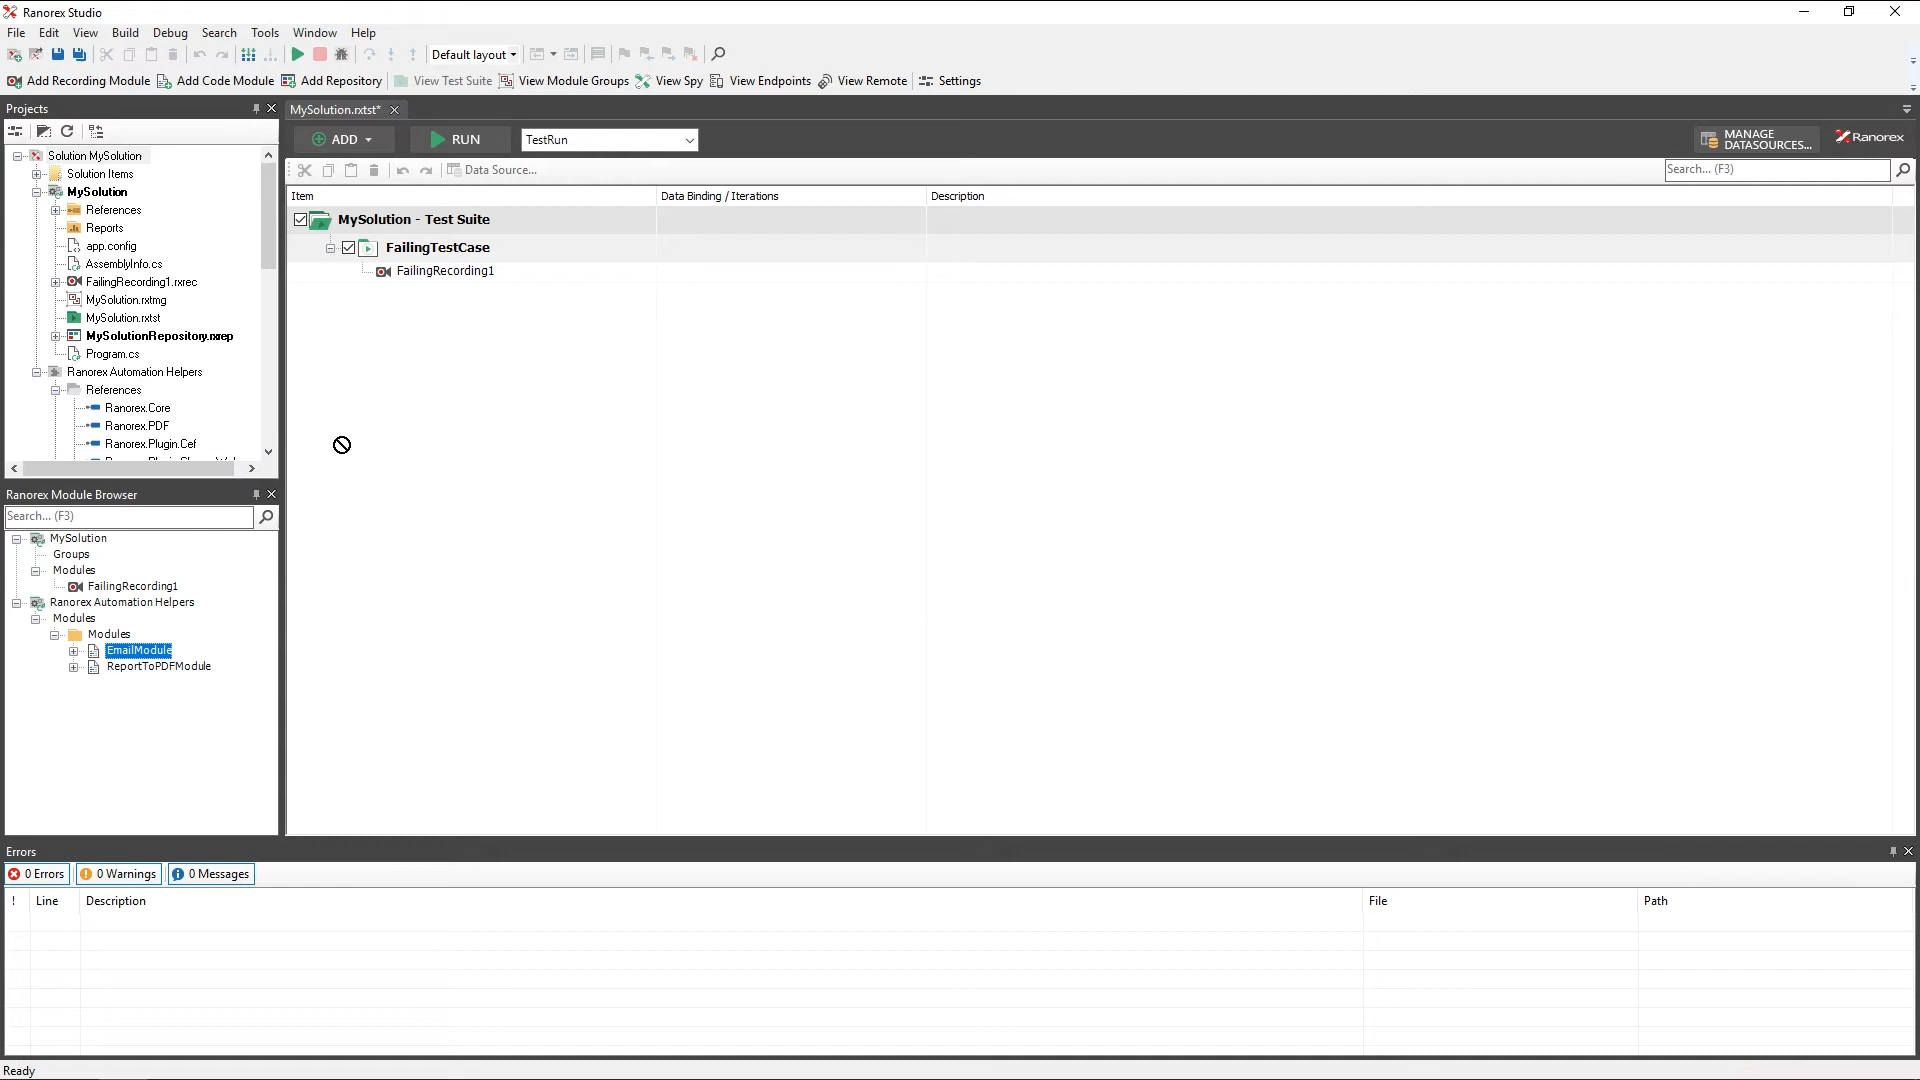 Ranorex Studio
File Edit View Build Debug Search Tools Window Help
Default layout
Add Recording Module Add Code Module Add Repository View Test Suite View Module Groups View Spy View Endpoints View Remote Settings
Projects
Solution MySolution
Solution Items
MySolution
References
Reports
app.config
AssemblyInfo.cs
FailingRecording1.rxrec
MySolution.rxtmg
MySolution.rxtst
MySolutionRepository.rxrep
Program.cs
Ranorex Automation Helpers
References
Ranorex.Core
Ranorex.PDF
Ranorex.Plugin.Cef
Ranorex Module Browser
Search... (F3)
MySolution
Groups
Modules
FailingRecording1
Ranorex Automation Helpers
Modules
Modules
EmailModule
ReportToPDFModule
MySolution.rxtst*
ADD RUN TestRun
MANAGE
DATASOURCES...
Ranorex
Data Source...
Search... (F3)
Item Data Binding / Iterations Description
MySolution - Test Suite
FailingTestCase
FailingRecording1
Errors
0 Errors 0 Warnings 0 Messages
! Line Description File Path
Ready